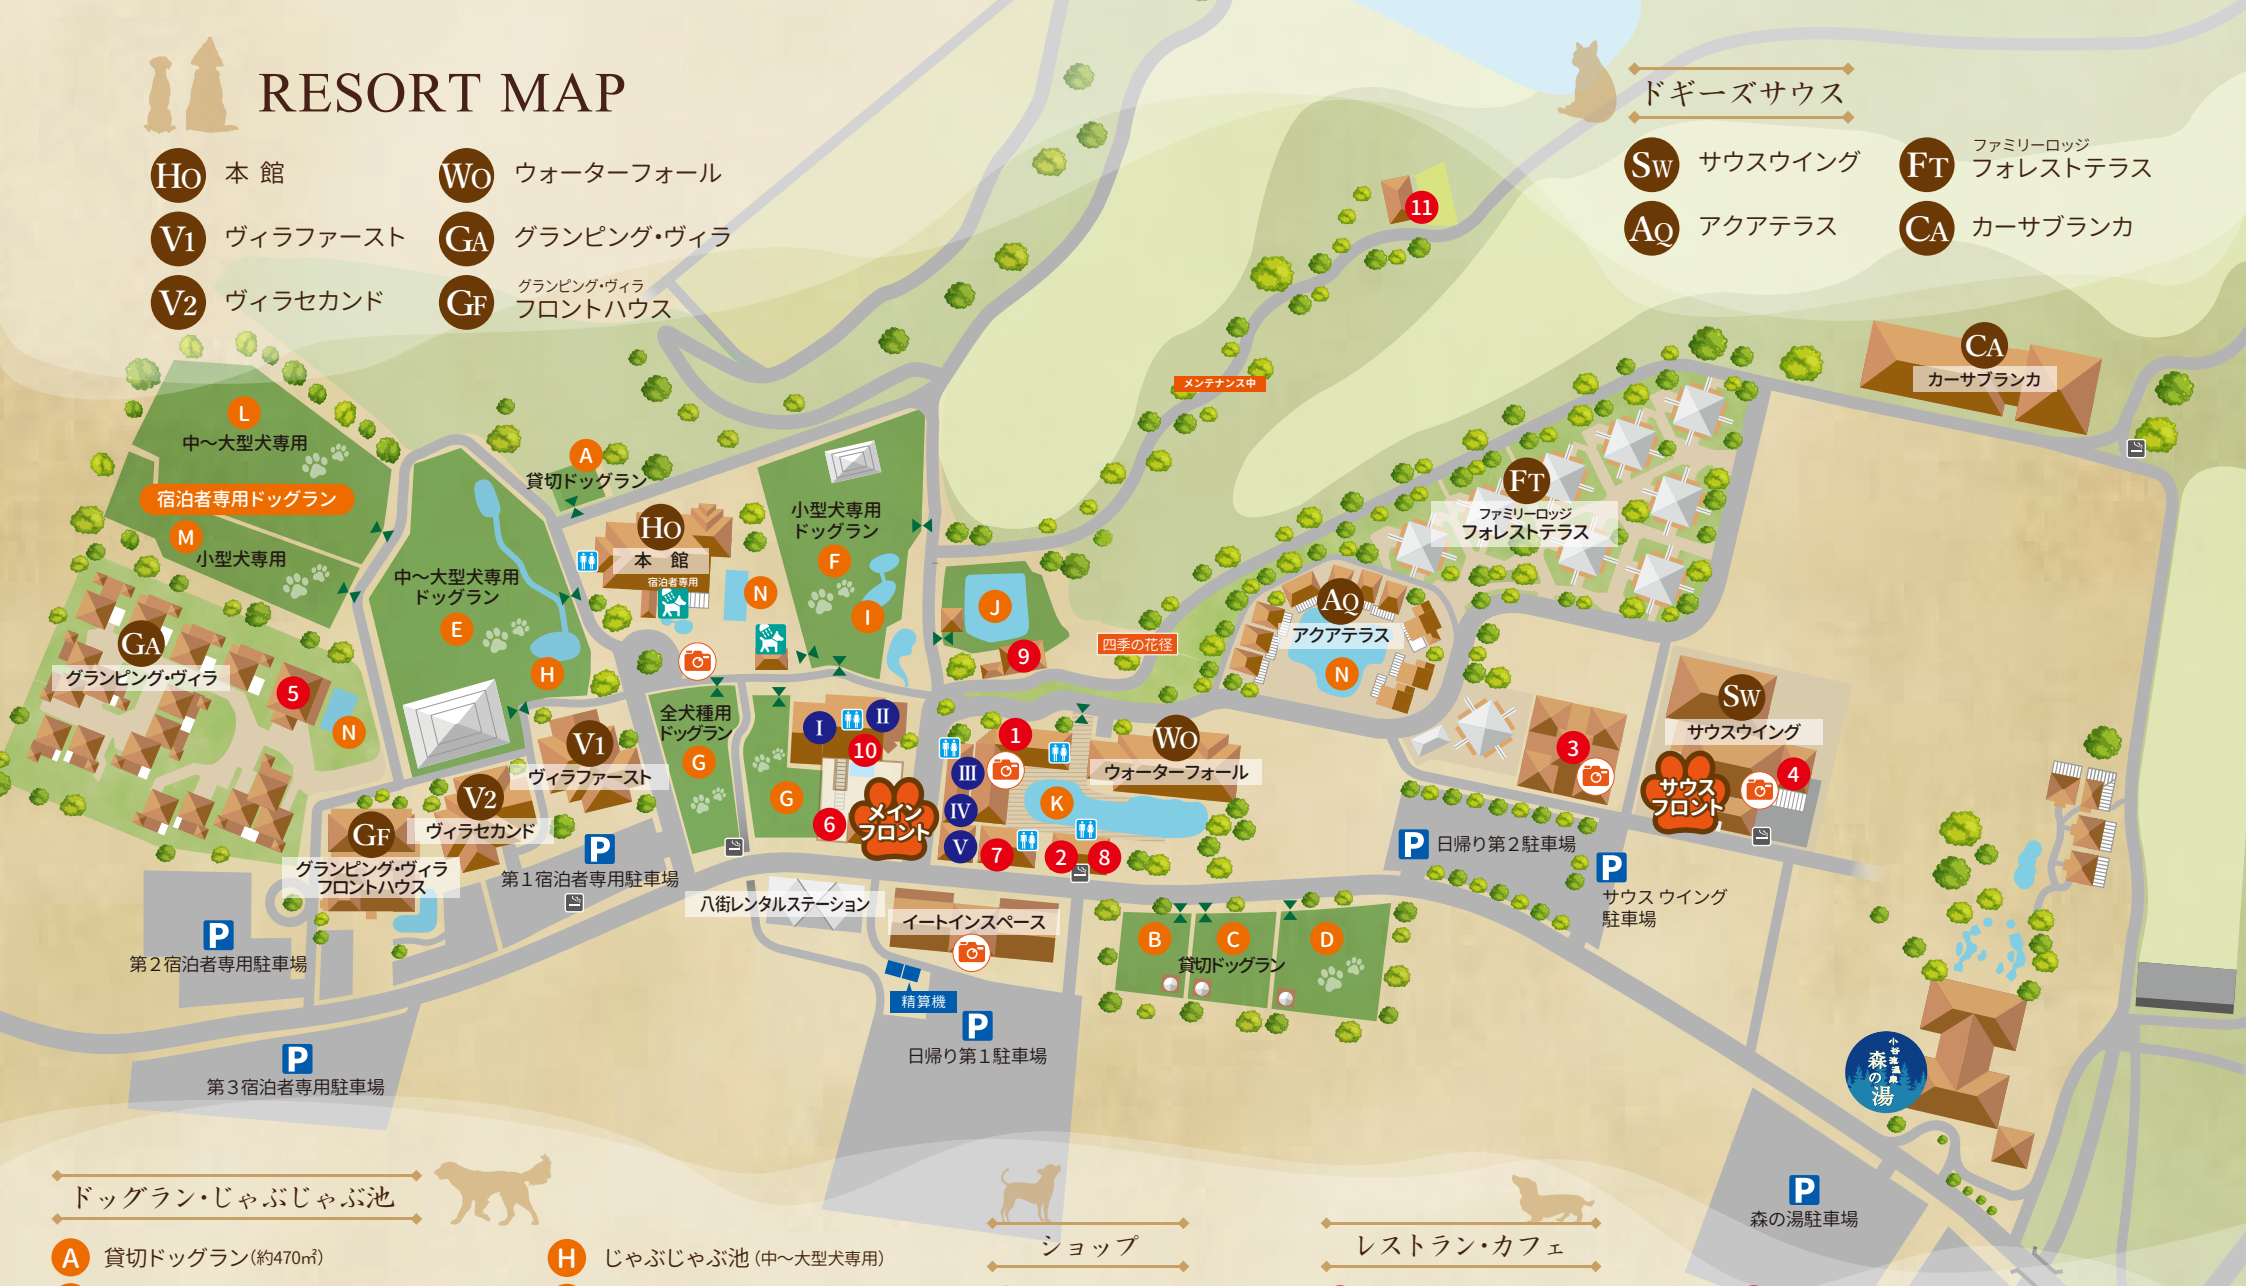 RESORT MAP
HO 本館
WO ウォーターフォール
V1 ヴィラファースト
GA グランピング・ヴィラ
V2 ヴィラセカンド
GF グランピング・ヴィラ
フロントハウス
ドギーズサウス
SW サウスウイング
FT ファミリーロッジ
フォレストテラス
AQ アクアテラス
CA カーサブランカ
11
CA
カーサブランカ
メンテナンス中
L
中〜大型犬専用
宿泊者専用ドッグラン
M
小型犬専用
A
貸切ドッグラン
中〜大型犬専用
ドッグラン
E
H
HO
本館
宿泊者専用
N
小型犬専用
ドッグラン
F
I
J
9
四季の花径
FT
ファミリーロッジ
フォレストテラス
AQ
アクアテラス
N
GA
グランピング・ヴィラ
5
N
V1
ヴィラファースト
V2
ヴィラセカンド
GF
グランピング・ヴィラ
フロントハウス
全犬種用
ドッグラン
G
G
I
II
10
6
メイン
フロント
1
III
IV
V
7
K
2
8
WO
ウォーターフォール
3
SW
サウスウイング
サウス
フロント
4
P 日帰り第2駐車場
P
サウス ウイング
駐車場
P
第1宿泊者専用駐車場
P
第2宿泊者専用駐車場
P
第3宿泊者専用駐車場
八街レンタルステーション
イートインスペース
精算機
P
日帰り第1駐車場
B
C
D
貸切ドッグラン
小谷流温泉
森の湯
P
森の湯駐車場
ドッグラン・じゃぶじゃぶ池
A 貸切ドッグラン(約470㎡)
H じゃぶじゃぶ池(中〜大型犬専用)
ショップ
レストラン・カフェ